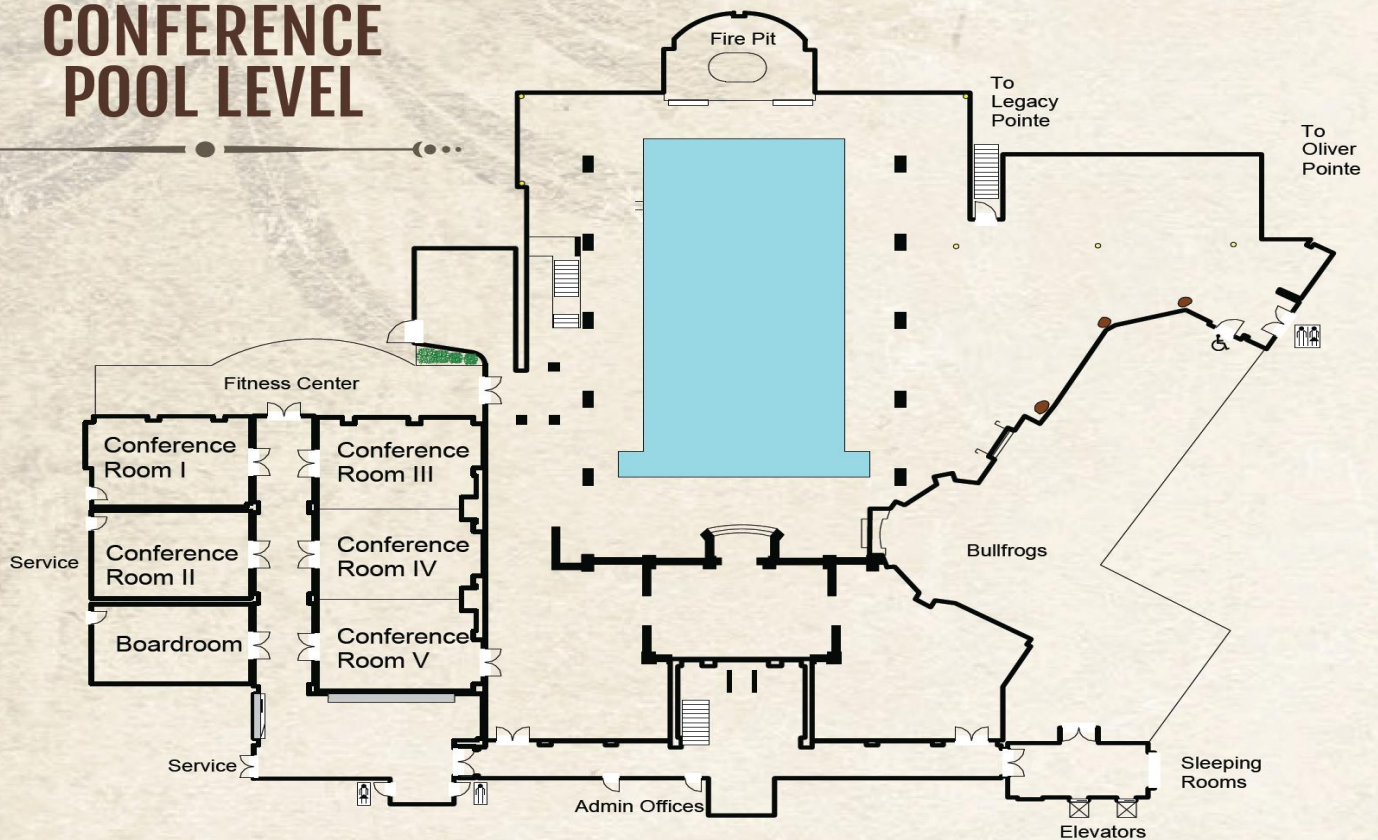 CONFERENCE
POOL LEVEL
Fire Pit
To
Legacy
Pointe
To
Oliver
Pointe
Fitness Center
Conference
Room I
Conference
Room III
Service
Conference
Room II
Conference
Room IV
Bullfrogs
Boardroom
Conference
Room V
Service
Admin Offices
Sleeping
Rooms
Elevators